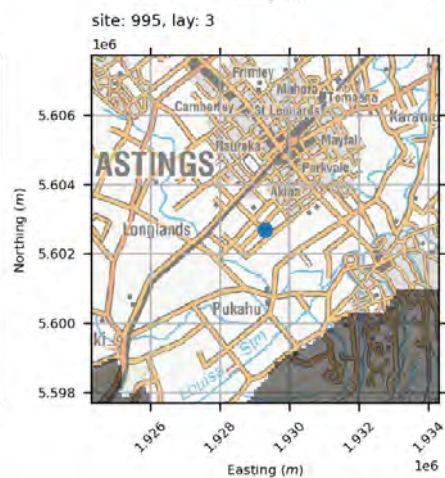 site: 995, lay: 3
1e6
Frimley
Mahora
Tomoana
Camberley
St Leonards
Karamu
5.606
Raureka
Mayfair
ASTINGS
Parkvale
5.604
Akina
Longlands
Northing (m)
5.602
Pukahu
5.600
ki
Louisa Stm
5.598
1.926
1.928
1.930
1.932
1.934
1e6
Easting (m)